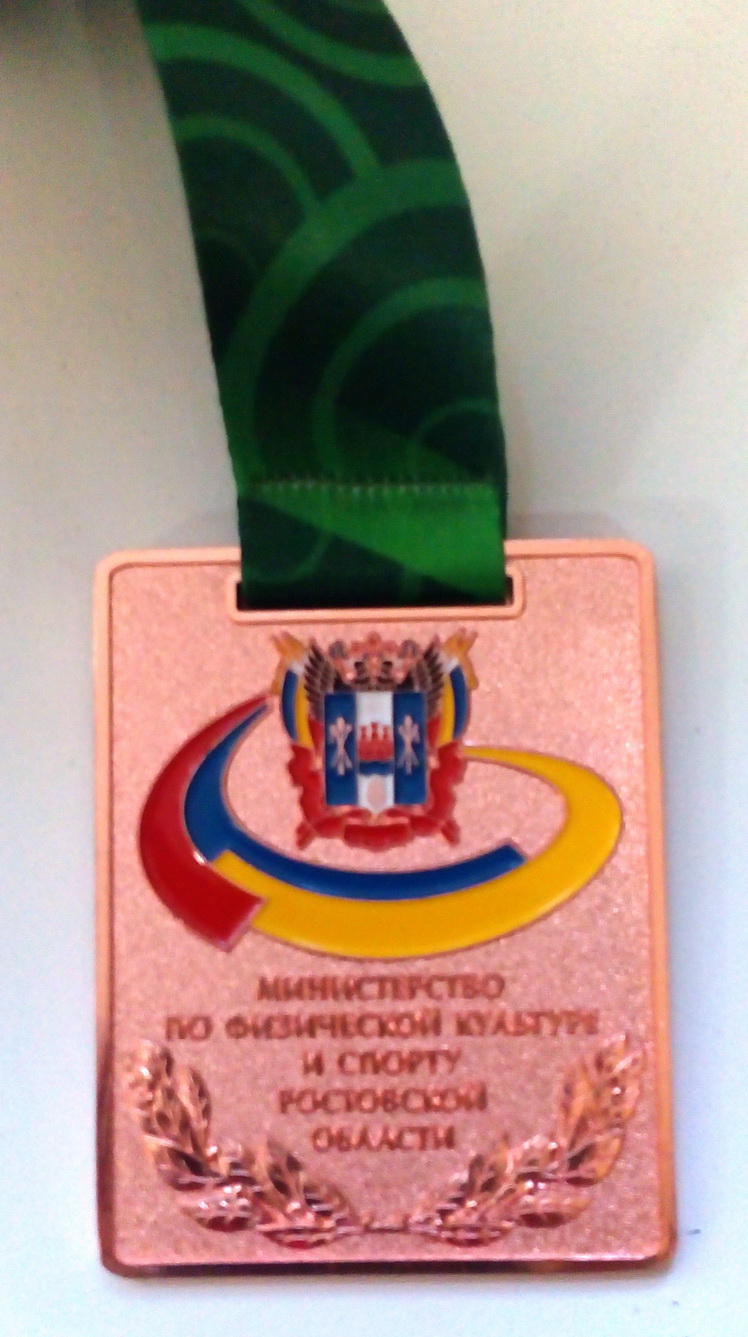 МИНИСТЕРСТВО
ПО ФИЗИЧЕСКОЙ КУЛЬТУРЕ
И СПОРТУ
РОСТОВСКОЙ
ОБЛАСТИ